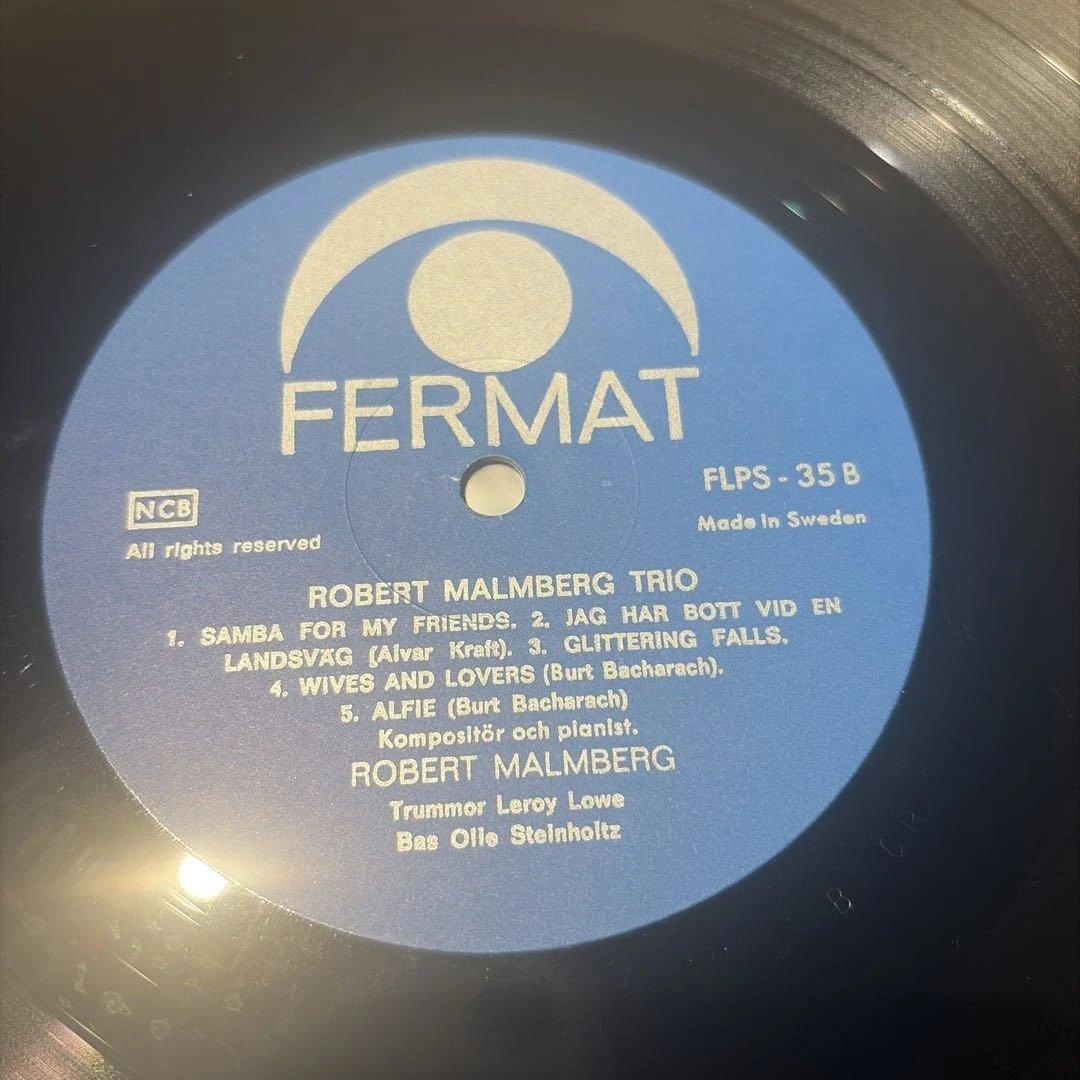 FERMAT
NCB
All rights reserved
FLPS - 35 B
Made in Sweden
ROBERT MALMBERG TRIO
1. SAMBA FOR MY FRIENDS. 2. JAG HAR BOTT VID EN
LANDSVÄG (Alvar Kraft). 3. GLITTERING FALLS.
4. WIVES AND LOVERS (Burt Bacharach).
5. ALFIE (Burt Bacharach)
Kompositör och pianist.
ROBERT MALMBERG
Trummor Leroy Lowe
Bas Olle Steinholtz